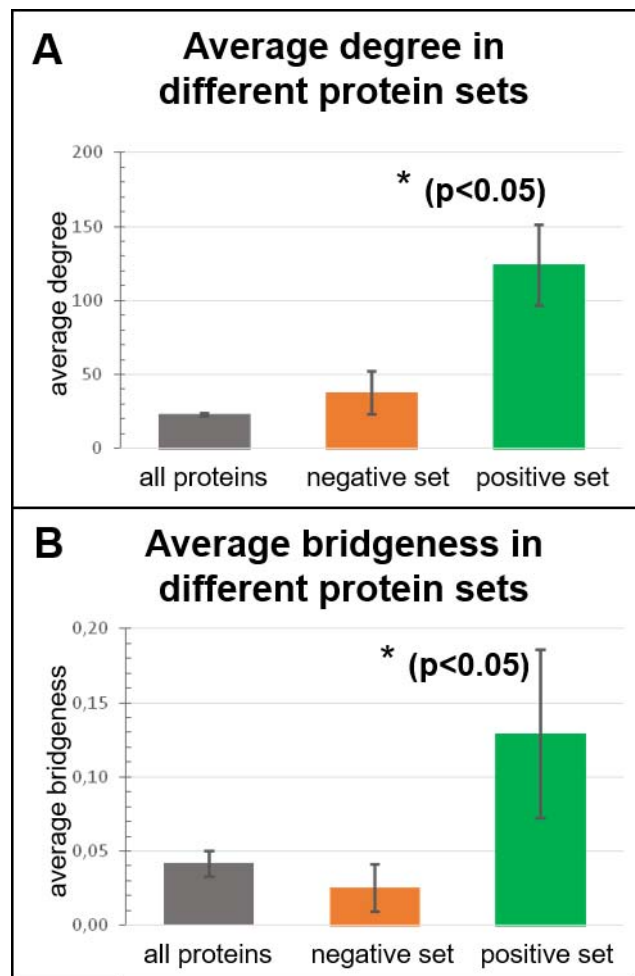 A
Average degree in
different protein sets
average degree
200
150
100
50
0
* (p<0.05)
all proteins negative set positive set
B
Average bridgeness in
different protein sets
average bridgeness
0,20
0,15
0,10
0,05
0,00
* (p<0.05)
all proteins negative set positive set